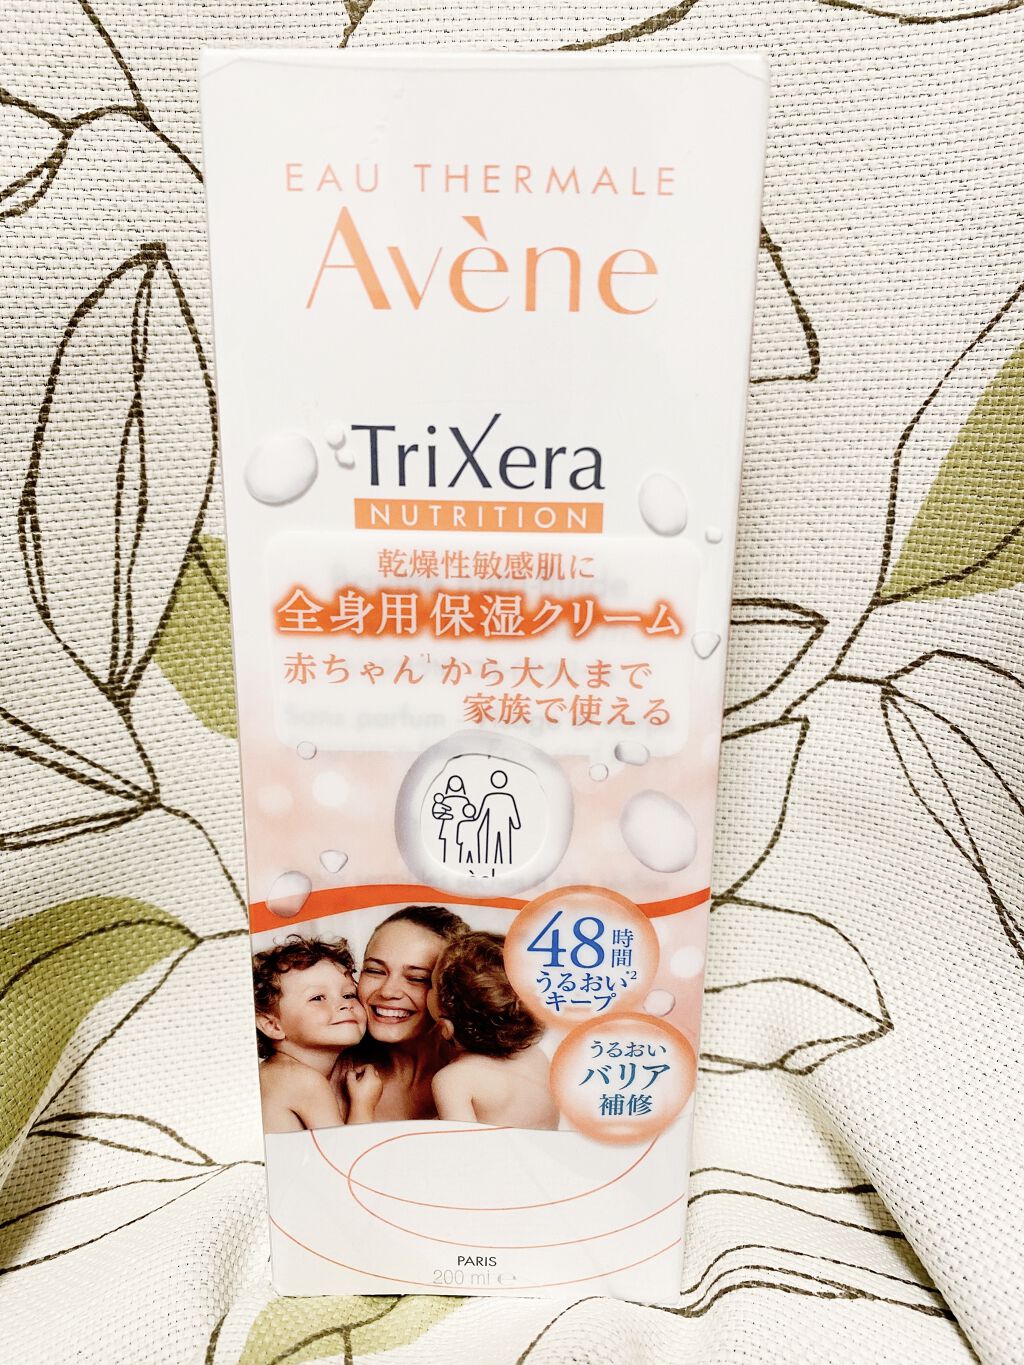 EAU THERMALE
Avène
TriXera
NUTRITION
乾燥性敏感肌に
全身用保湿クリーム
赤ちゃん*1から大人まで
家族で使える
48時間
うるおい*2
キープ
うるおい
バリア
補修
PARIS
200 ml ℮